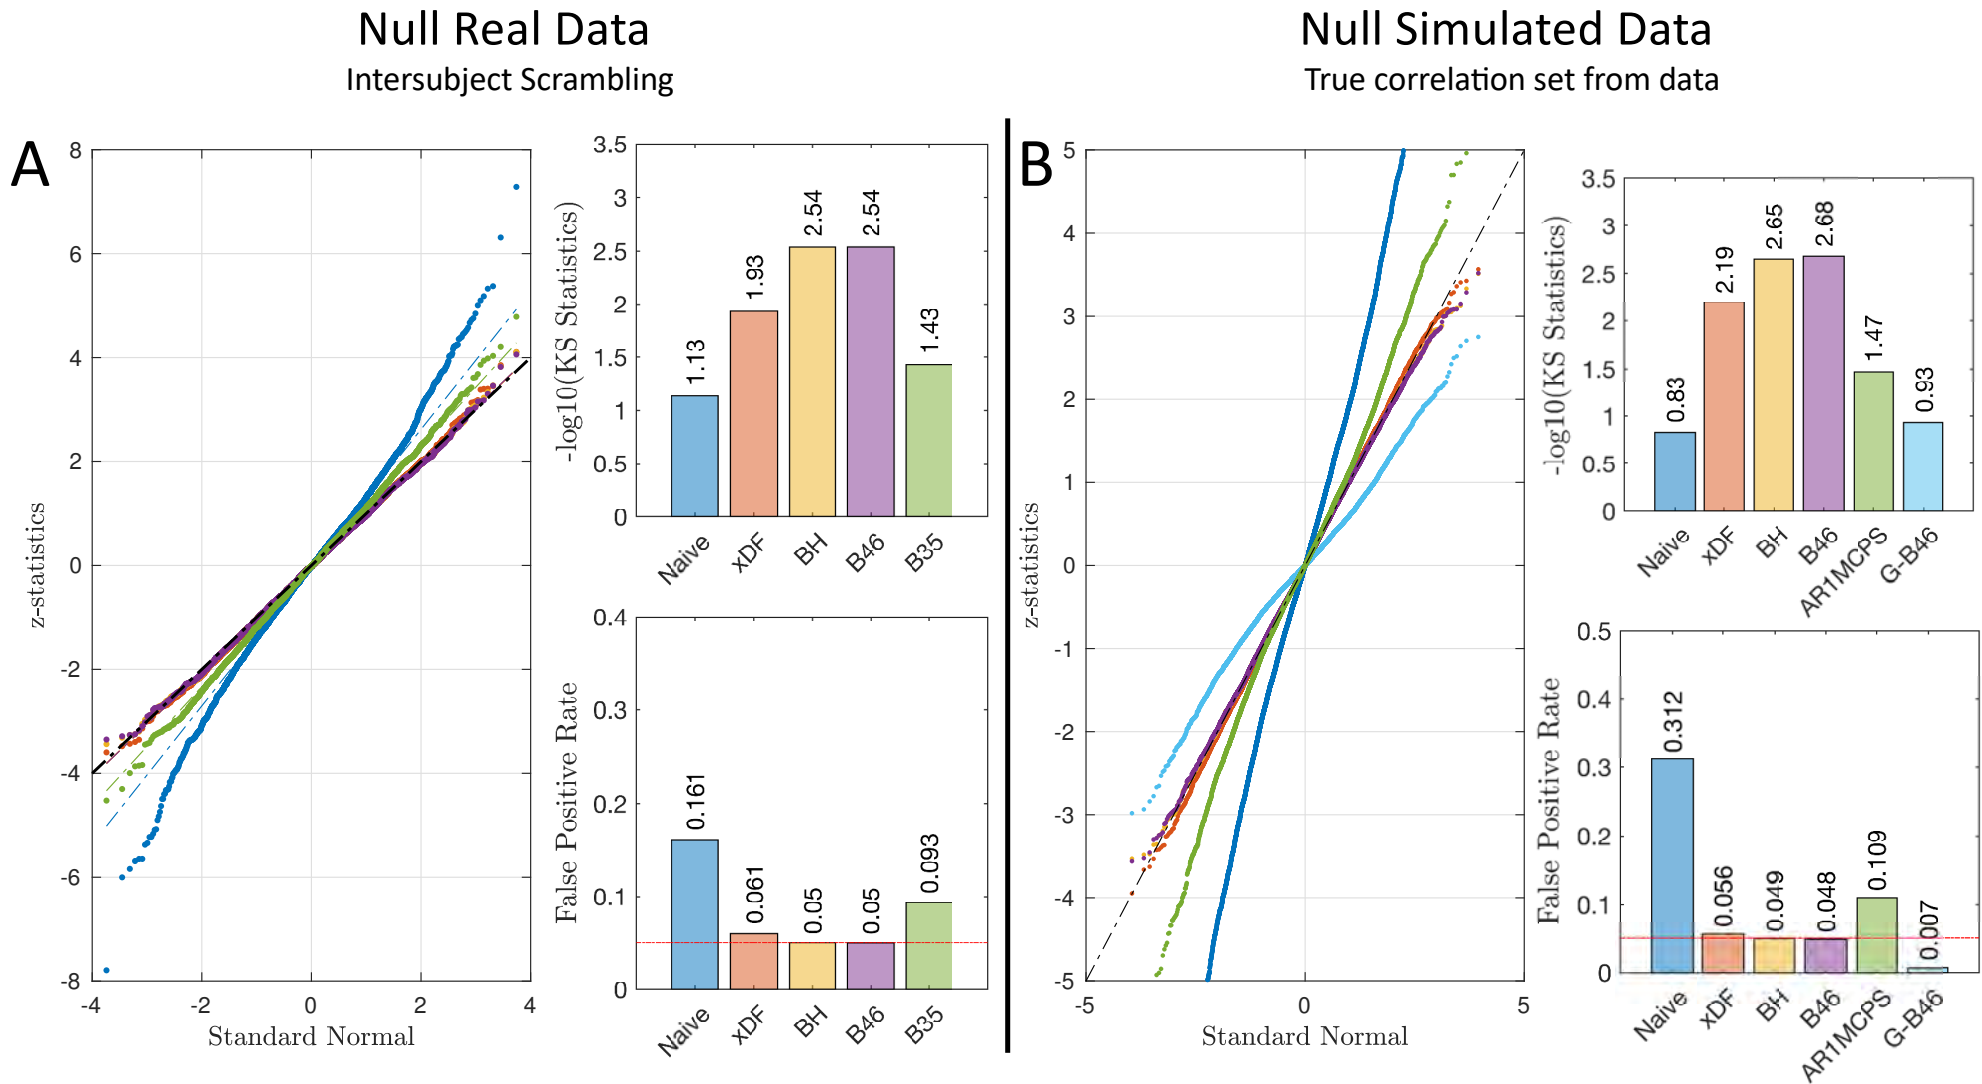 Null Real Data
Intersubject Scrambling
Null Simulated Data
True correlation set from data
A
8
6
4
2
0
-2
-4
-6
-8
-4
-2
0
2
4
z-statistics
Standard Normal
3.5
3
2.5
2
1.5
1
0.5
0
-log10(KS Statistics)
1.13
1.93
2.54
2.54
1.43
Naive
xDF
BH
B46
B35
0.4
0.3
0.2
0.1
0
False Positive Rate
0.161
0.061
0.05
0.05
0.093
Naive
xDF
BH
B46
B35
B
5
4
3
2
1
0
-1
-2
-3
-4
-5
-5
0
5
z-statistics
Standard Normal
3.5
3
2.5
2
1.5
1
0.5
0
-log10(KS Statistics)
0.83
2.19
2.65
2.68
1.47
0.93
Naive
xDF
BH
B46
AR1MCPS
G-B46
0.5
0.4
0.3
0.2
0.1
0
False Positive Rate
0.312
0.056
0.049
0.048
0.109
0.007
Naive
xDF
BH
B46
AR1MCPS
G-B46